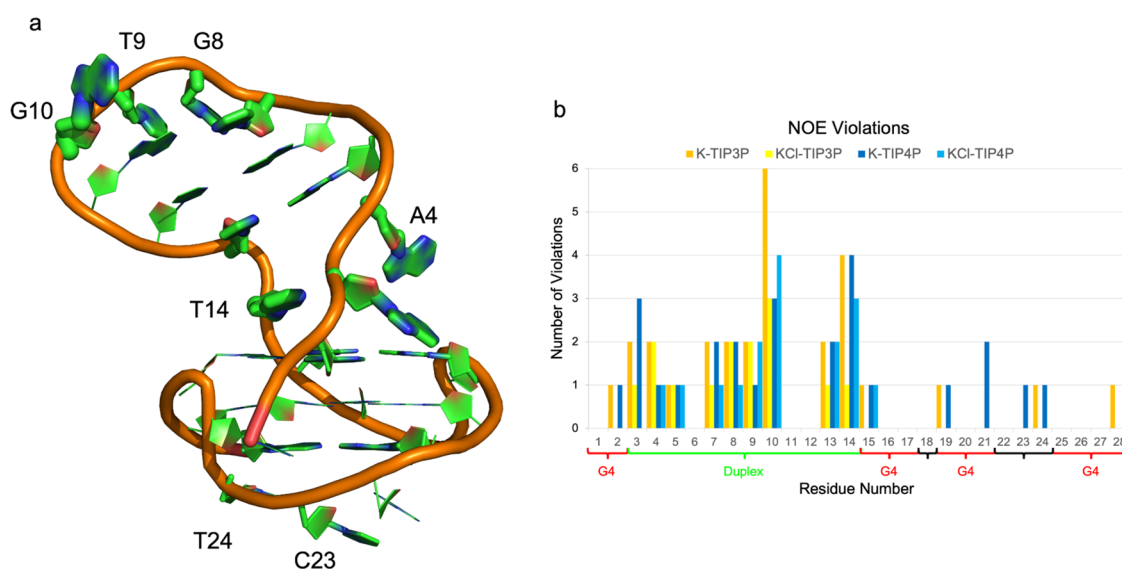 a
T9
G8
G10
A4
T14
T24
C23
b
NOE Violations
K-TIP3P KCl-TIP3P K-TIP4P KCl-TIP4P
Number of Violations
6
5
4
3
2
1
0
1 2 3 4 5 6 7 8 9 10 11 12 13 14 15 16 17 18 19 20 21 22 23 24 25 26 27 28
G4 Duplex G4 G4 G4
Residue Number